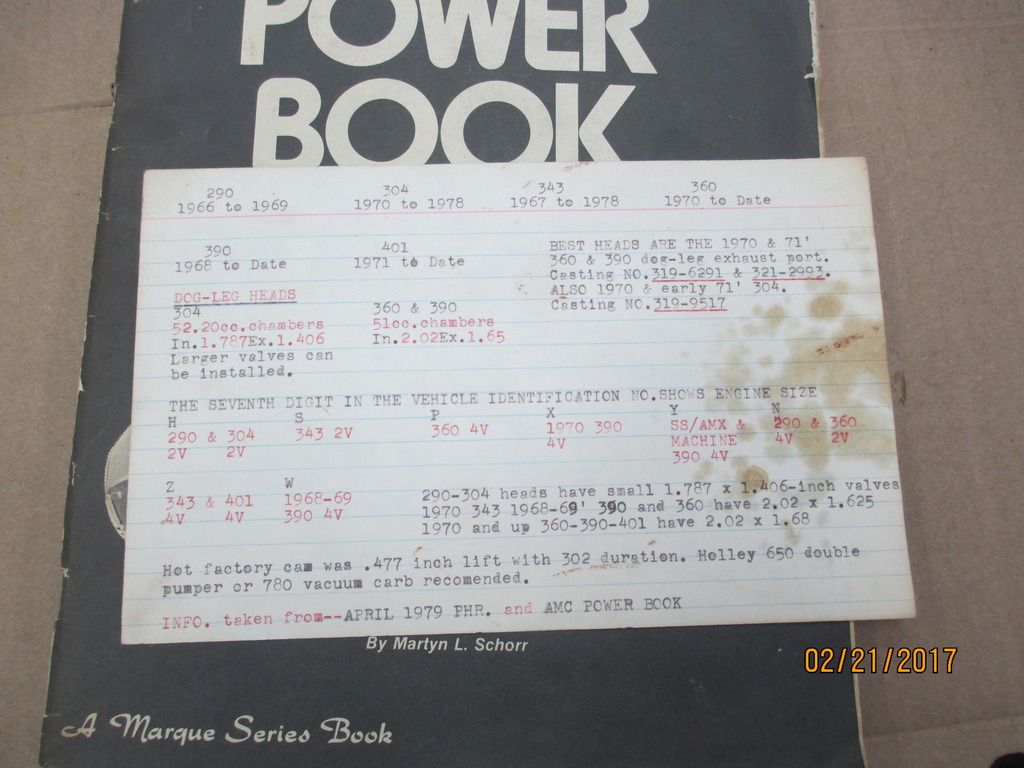 POWER
BOOK
290 304 343 360
1966 to 1969 1970 to 1978 1967 to 1978 1970 to Date
390 401
1968 to Date 1971 to Date
BEST HEADS ARE THE 1970 & 71'
360 & 390 dog-leg exhaust port.
Casting NO.319-6291 & 321-2993.
ALSO 1970 & early 71' 304.
Casting NO.319-9517
DOG-LEG HEADS
304 360 & 390
52.20cc.chambers 51cc.chambers
In.1.787Ex.1.406 In.2.02Ex.1.65
Larger valves can
be installed.
THE SEVENTH DIGIT IN THE VEHICLE IDENTIFICATION NO.SHOWS ENGINE SIZE
H S P X Y N
290 & 304 343 2V 360 4V 1970 390 SS/AMX & 290 & 360
2V 2V 4V MACHINE 4V 2V
390 4V
Z W
343 & 401 1968-69
4V 4V 390 4V
290-304 heads have small 1.787 x 1.406-inch valves
1970 343 1968-69' 390 and 360 have 2.02 x 1.625
1970 and up 360-390-401 have 2.02 x 1.68
Hot factory cam was .477 inch lift with 302 duration. Holley 650 double
pumper or 780 vacuum carb recomended.
INFO. taken from--APRIL 1979 PHR. and AMC POWER BOOK
By Martyn L. Schorr
A Marque Series Book
02/21/2017